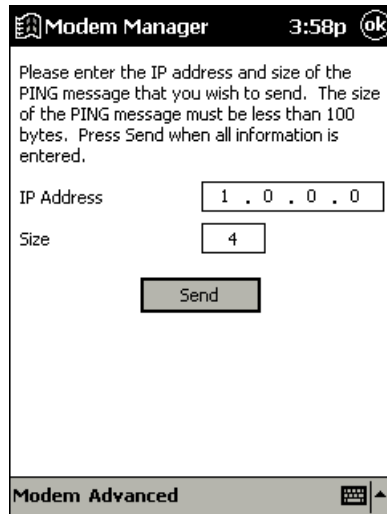 Modem Manager 3:58p ok
Please enter the IP address and size of the
PING message that you wish to send. The size
of the PING message must be less than 100
bytes. Press Send when all information is
entered.
IP Address 1 . 0 . 0 . 0
Size 4
Send
Modem Advanced